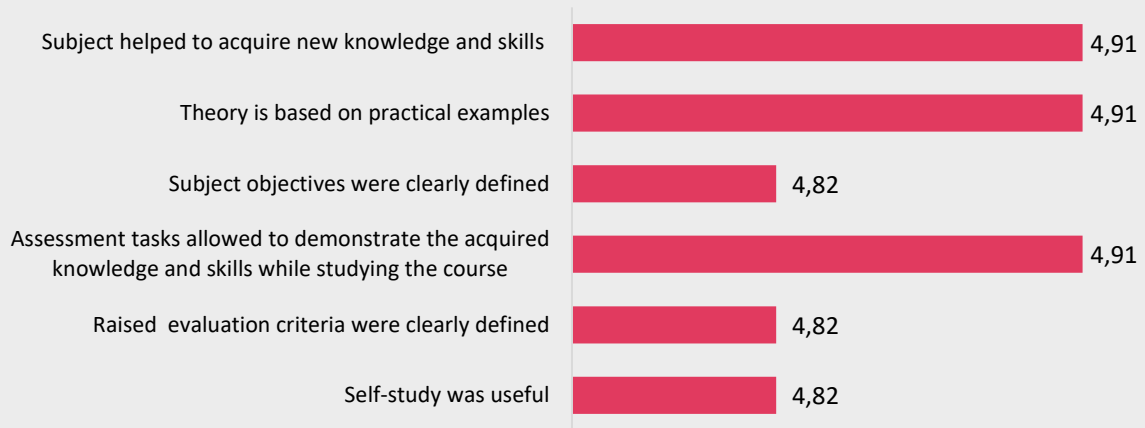 Subject helped to acquire new knowledge and skills 4,91
Theory is based on practical examples 4,91
Subject objectives were clearly defined 4,82
Assessment tasks allowed to demonstrate the acquired
knowledge and skills while studying the course 4,91
Raised  evaluation criteria were clearly defined 4,82
Self-study was useful 4,82